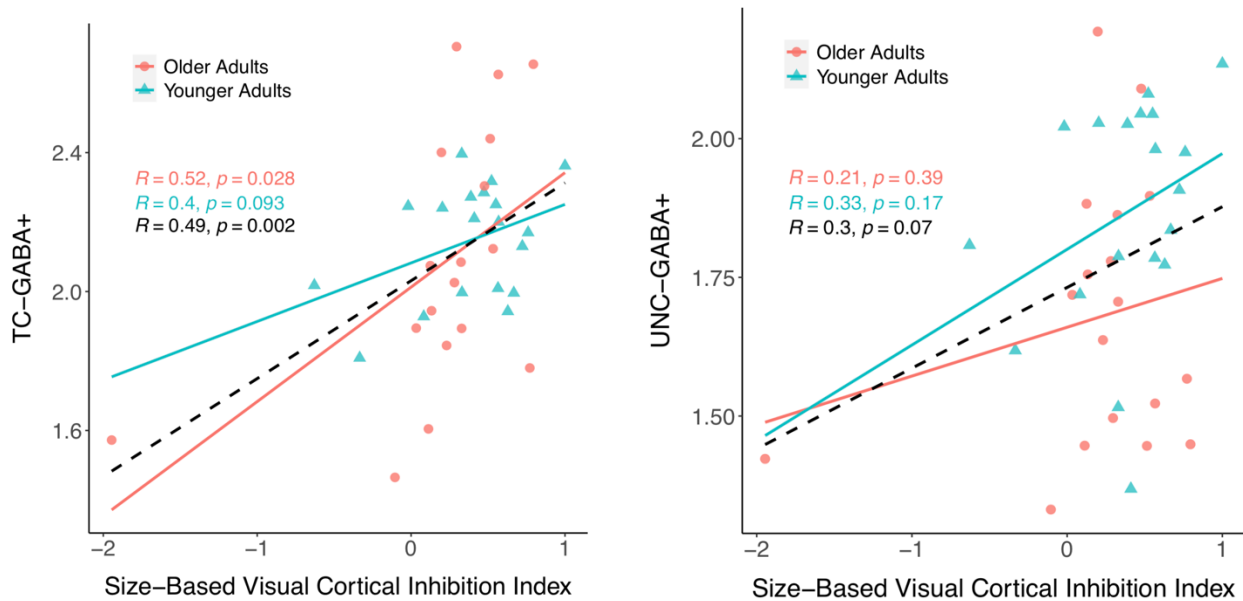 Older Adults
Younger Adults
R = 0.52, p = 0.028
R = 0.4, p = 0.093
R = 0.49, p = 0.002
TC−GABA+
2.4
2.0
1.6
−2
−1
0
1
Size−Based Visual Cortical Inhibition Index
Older Adults
Younger Adults
R = 0.21, p = 0.39
R = 0.33, p = 0.17
R = 0.3, p = 0.07
UNC−GABA+
2.00
1.75
1.50
−2
−1
0
1
Size−Based Visual Cortical Inhibition Index